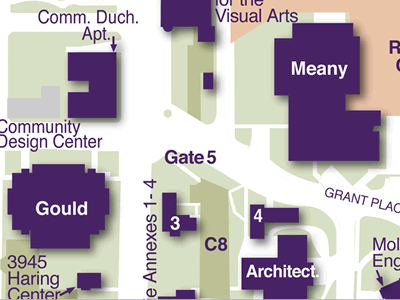 for the
Visual Arts
Comm. Duch.
Apt.
Meany
Community
Design Center
Gate 5
GRANT PLAC
Gould
e Annexes 1 - 4
3
4
C8
Architect.
3945
Haring
Center
Mol
Eng
R